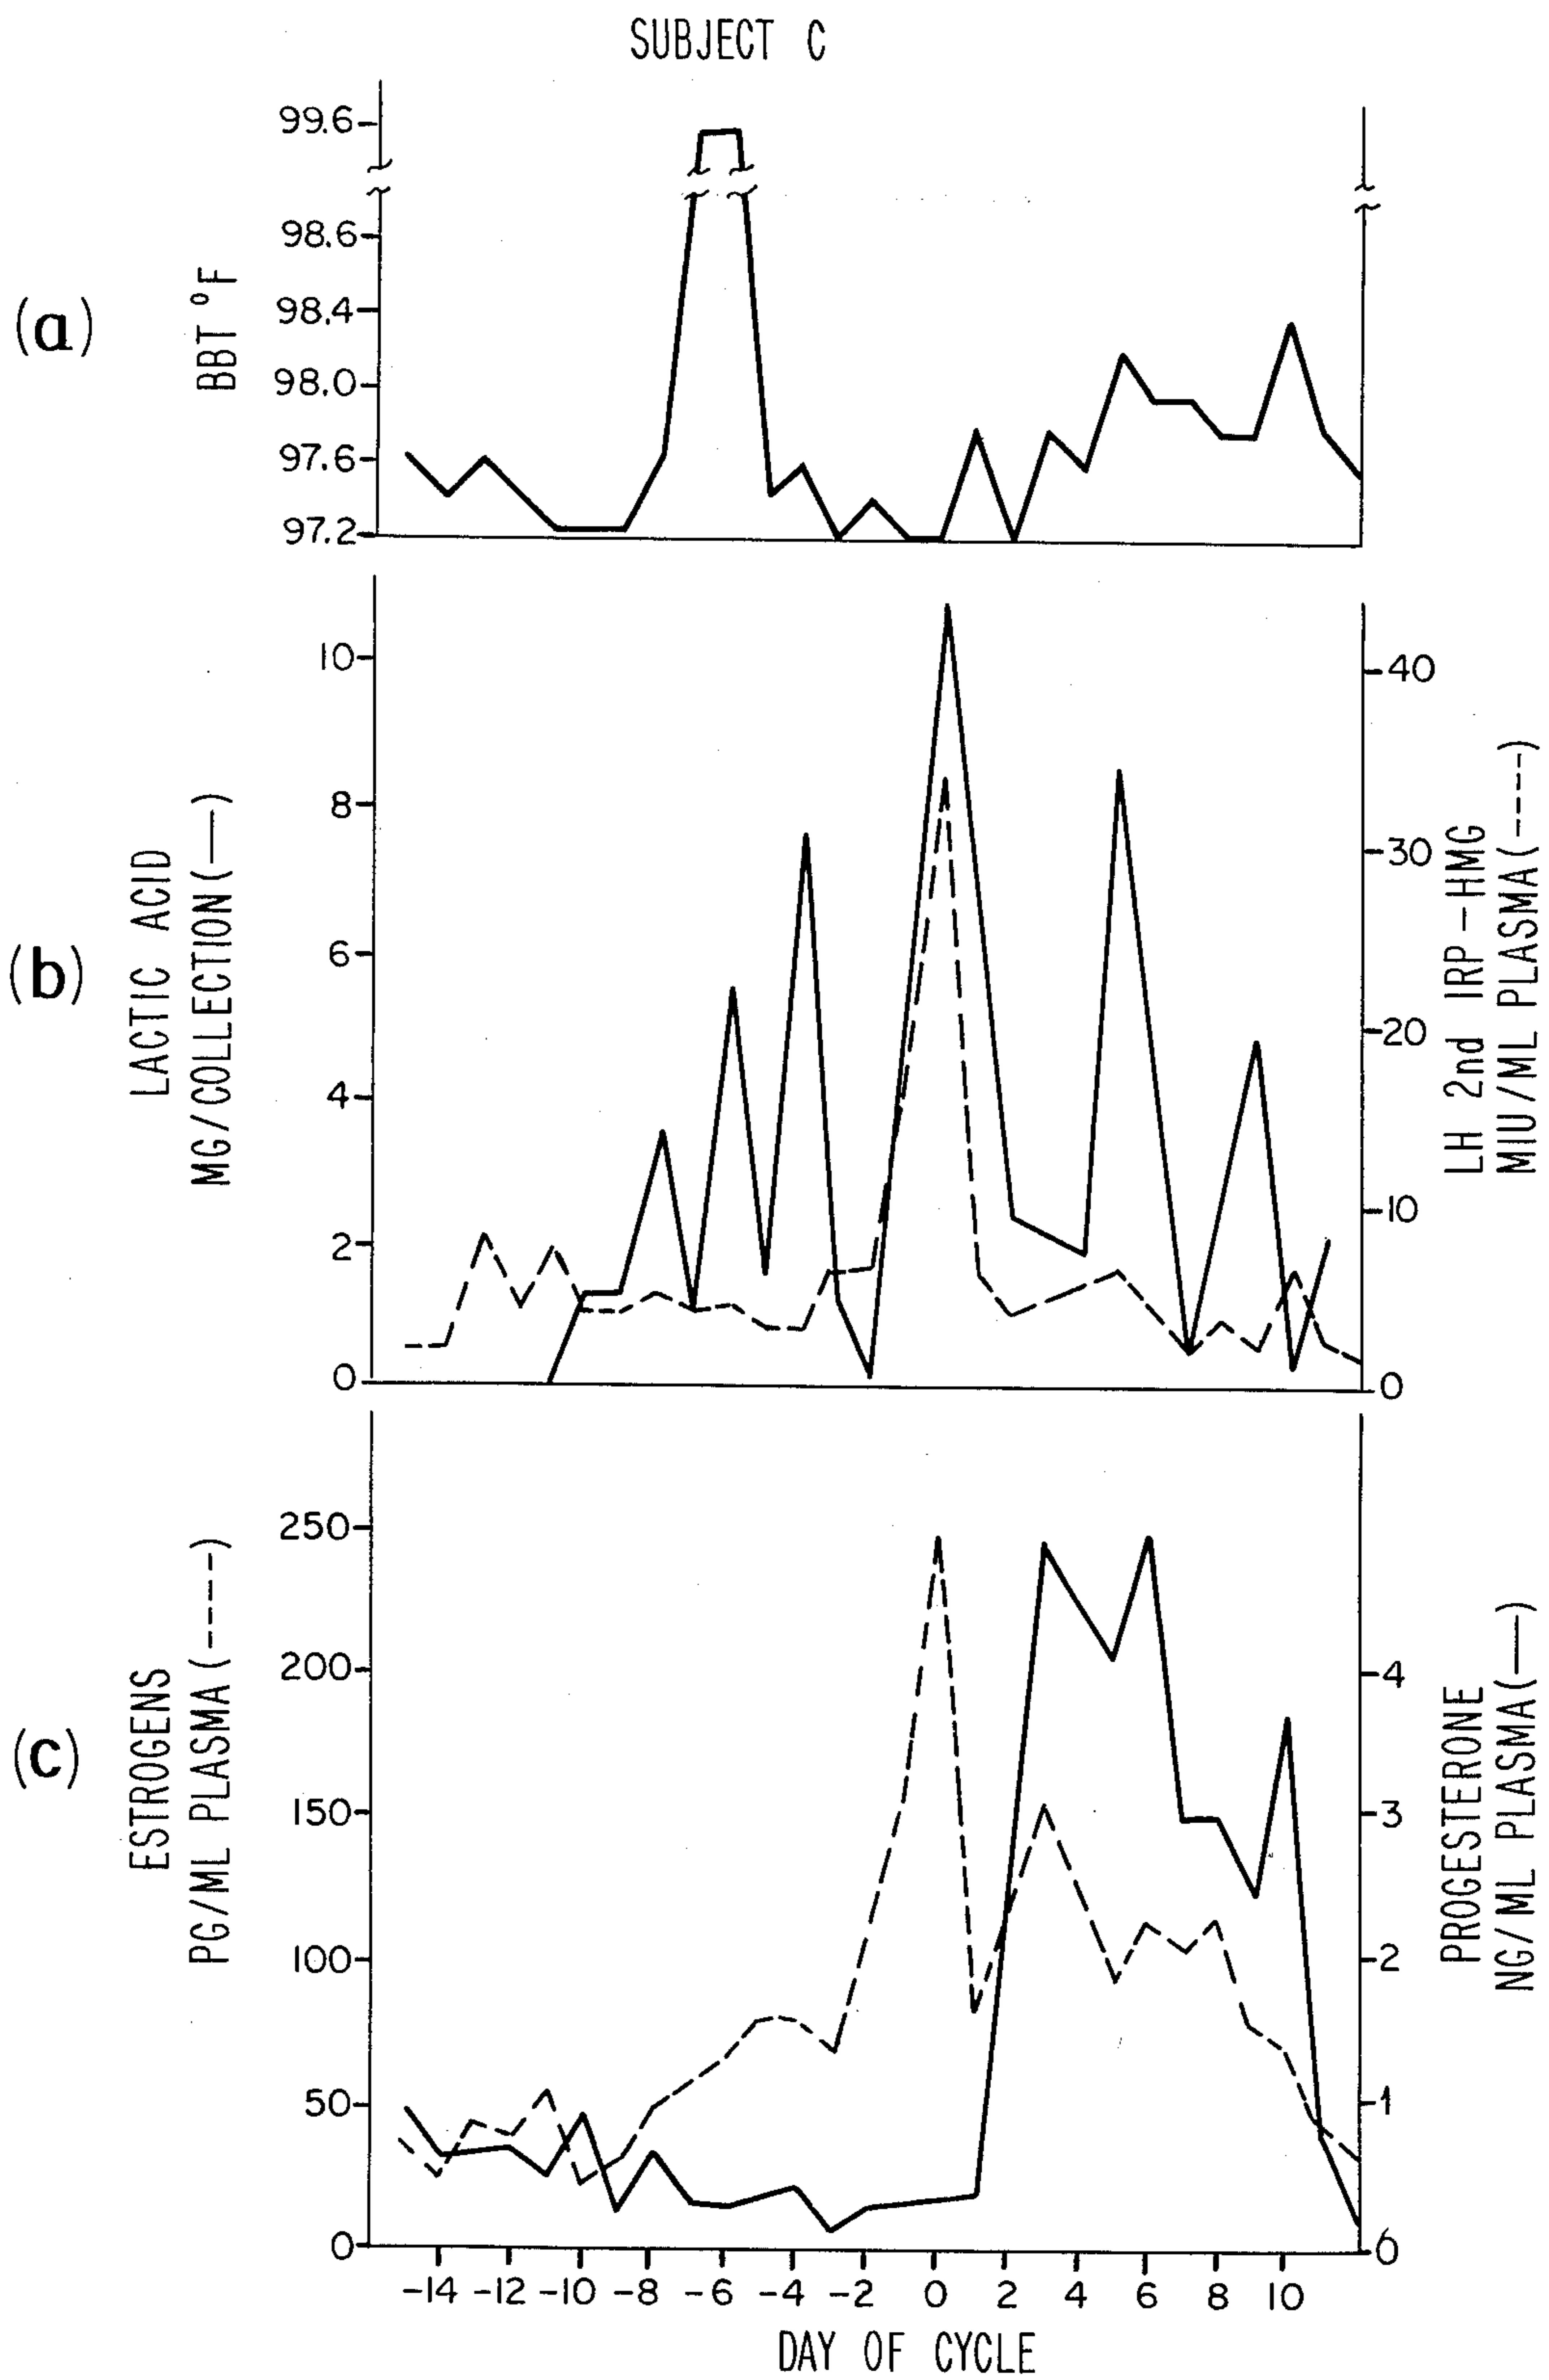 SUBJECT C
(a)
BBT °F
99.6
98.6
98.4
98.0
97.6
97.2
(b)
LACTIC ACID
MG/COLLECTION(—)
10
8
6
4
2
0
40
30
20
10
0
LH 2nd IRP-HMG
MIU/ML PLASMA(----)
(c)
ESTROGENS
PG/ML PLASMA(----)
250
200
150
100
50
0
4
3
2
1
0
6
PROGESTERONE
NG/ML PLASMA(—)
-14 -12 -10 -8 -6 -4 -2 0 2 4 6 8 10
DAY OF CYCLE